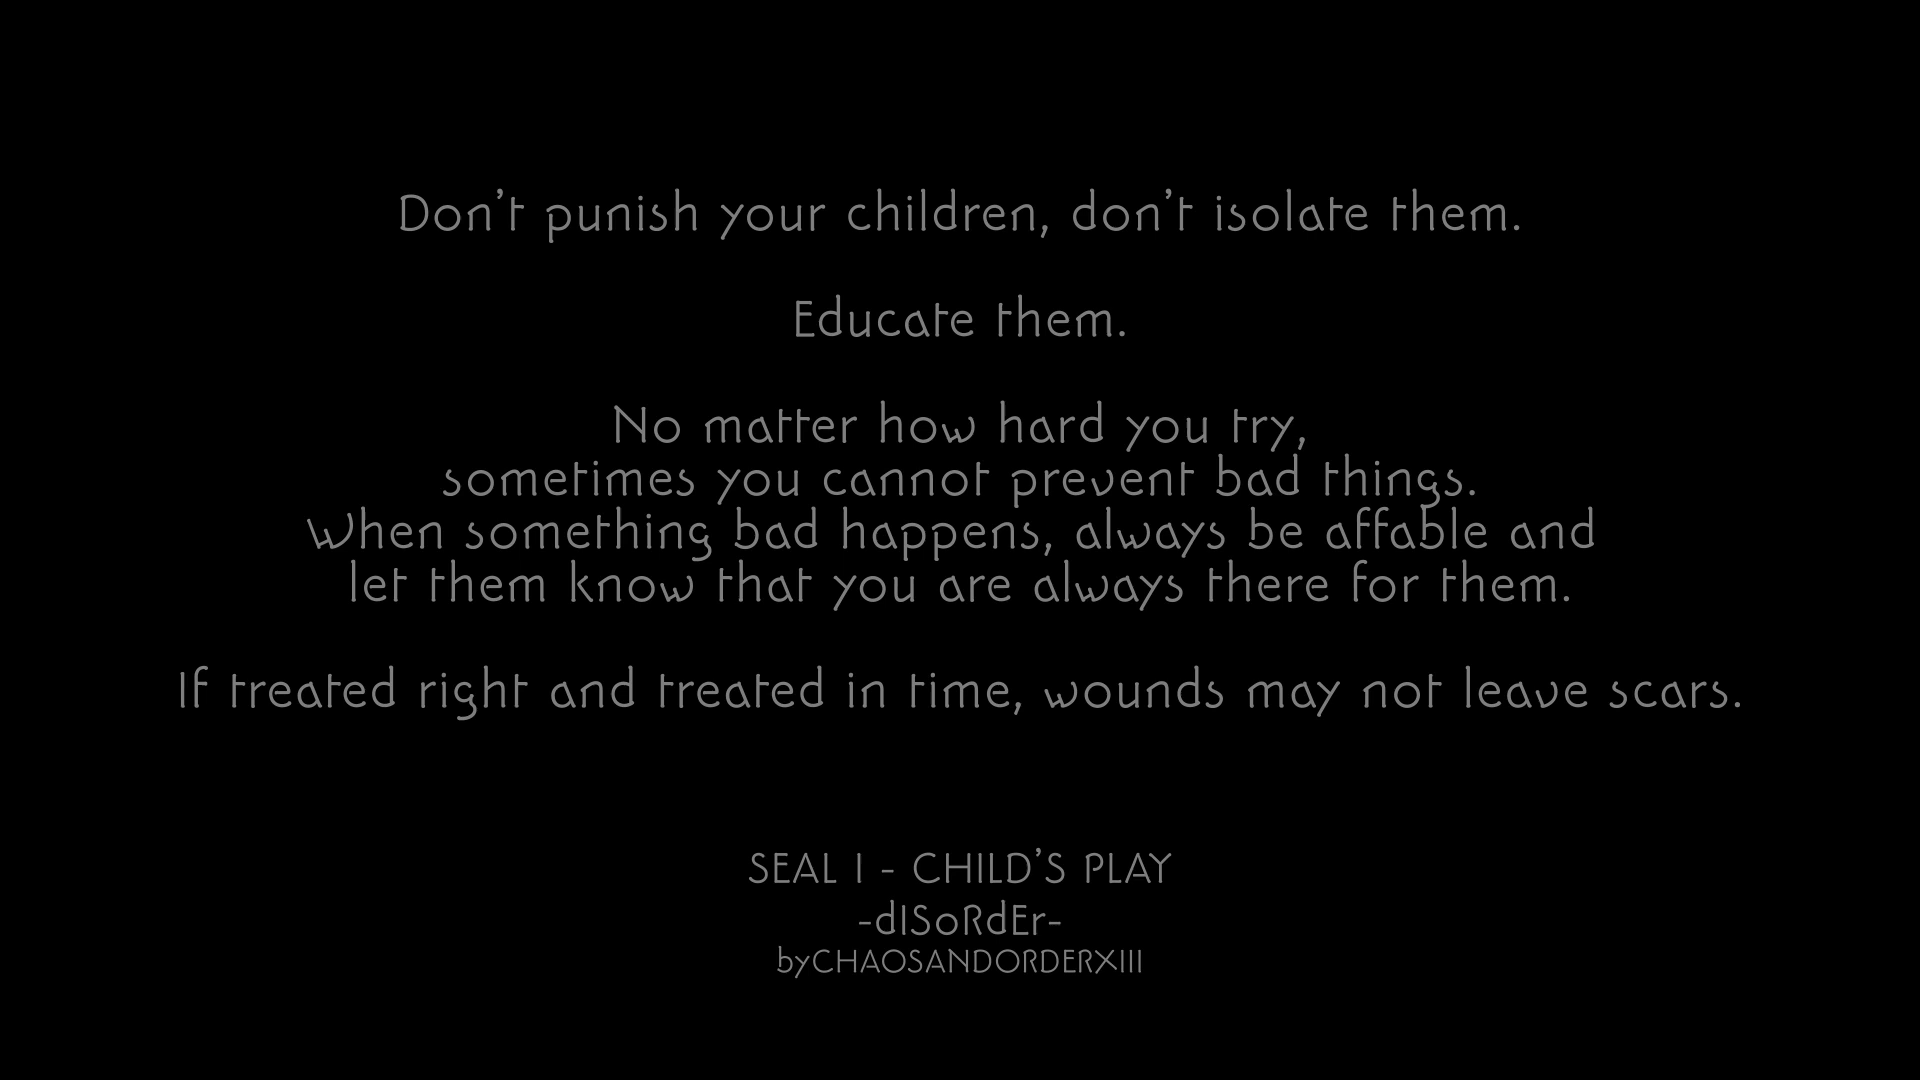 Don’t punish your children, don’t isolate them.
Educate them.
No matter how hard you try,
sometimes you cannot prevent bad things.
When something bad happens, always be affable and
let them know that you are always there for them.
If treated right and treated in time, wounds may not leave scars.
SEAL I - CHILD’S PLAY
-dISoRdEr-
byCHAOSANDORDERXIII